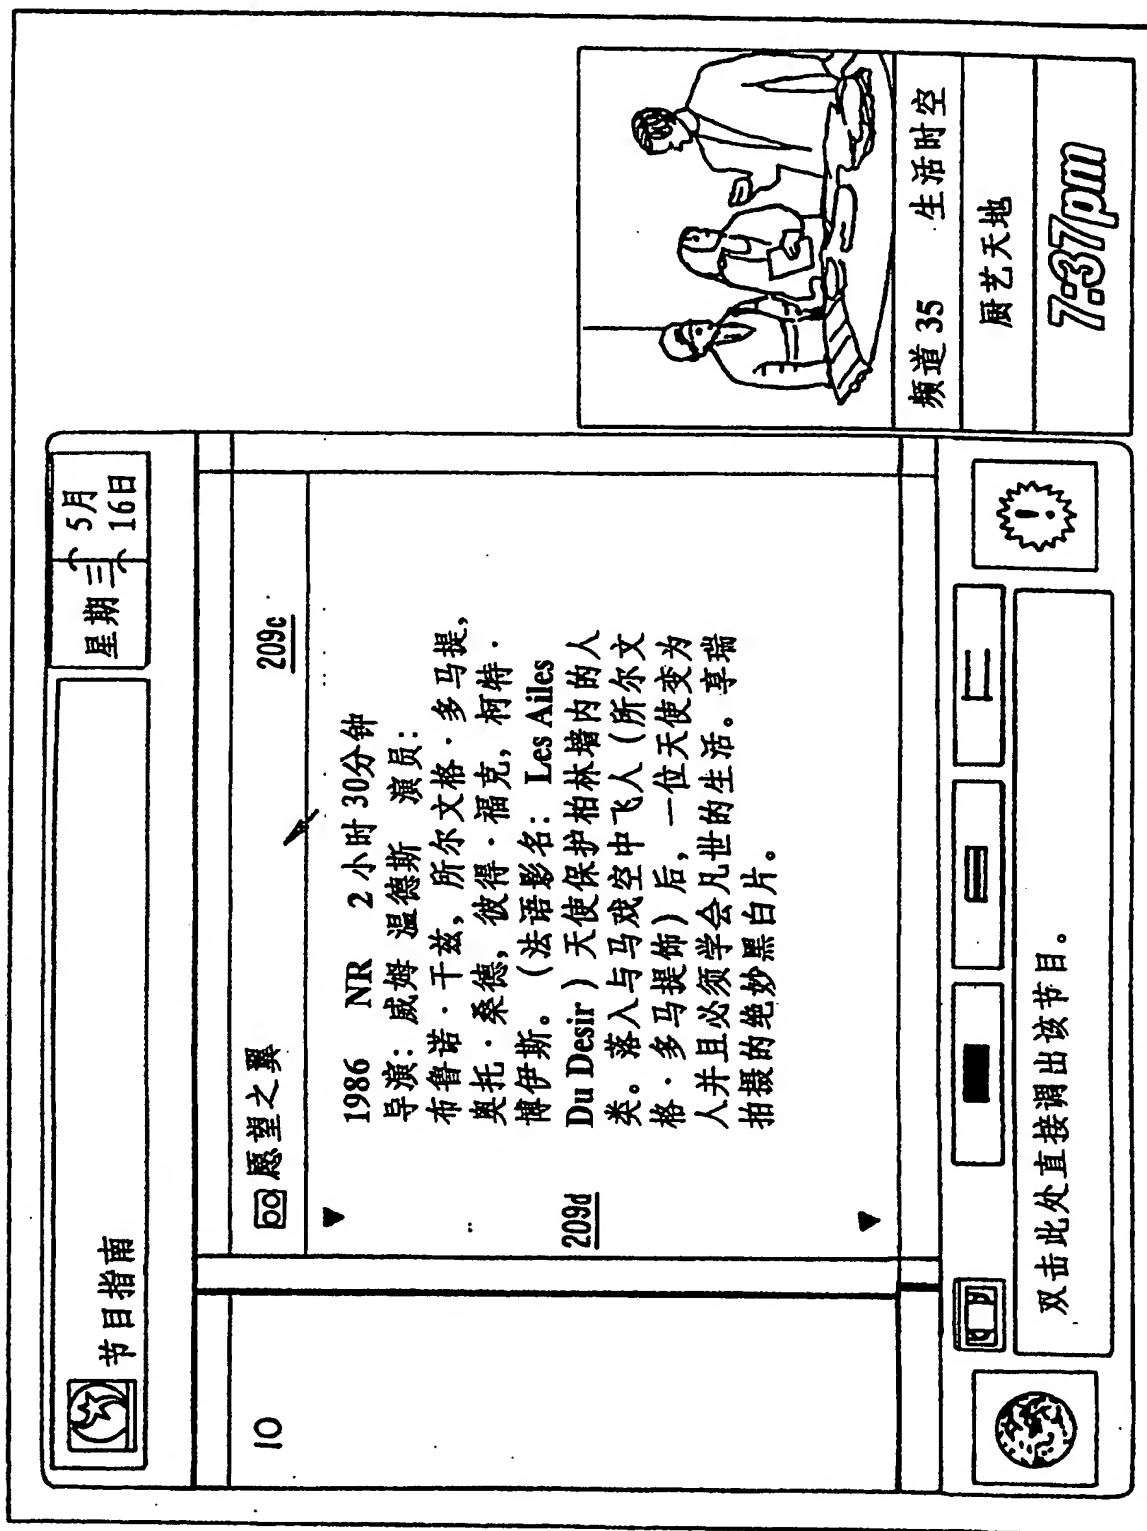 节目指南
星期三
5月
16日
10
愿望之翼
209c
1986 NR 2小时30分钟
导演：威姆 温德斯 演员：
布鲁诺·干兹，所尔文格·多马提，
奥托·桑德，彼得·福克，柯特·
博伊斯。（法语影名：Les Ailes
Du Desir）天使保护柏林墙内的人
类。落入与马戏空中飞人（所尔文
格·多马提饰）后，一位天使变为
人并且必须学会凡世的生活。享瑞
拍摄的绝妙黑白片。
209d
双击此处直接调出该节目。
频道35 生活时空
厨艺天地
7:37pm